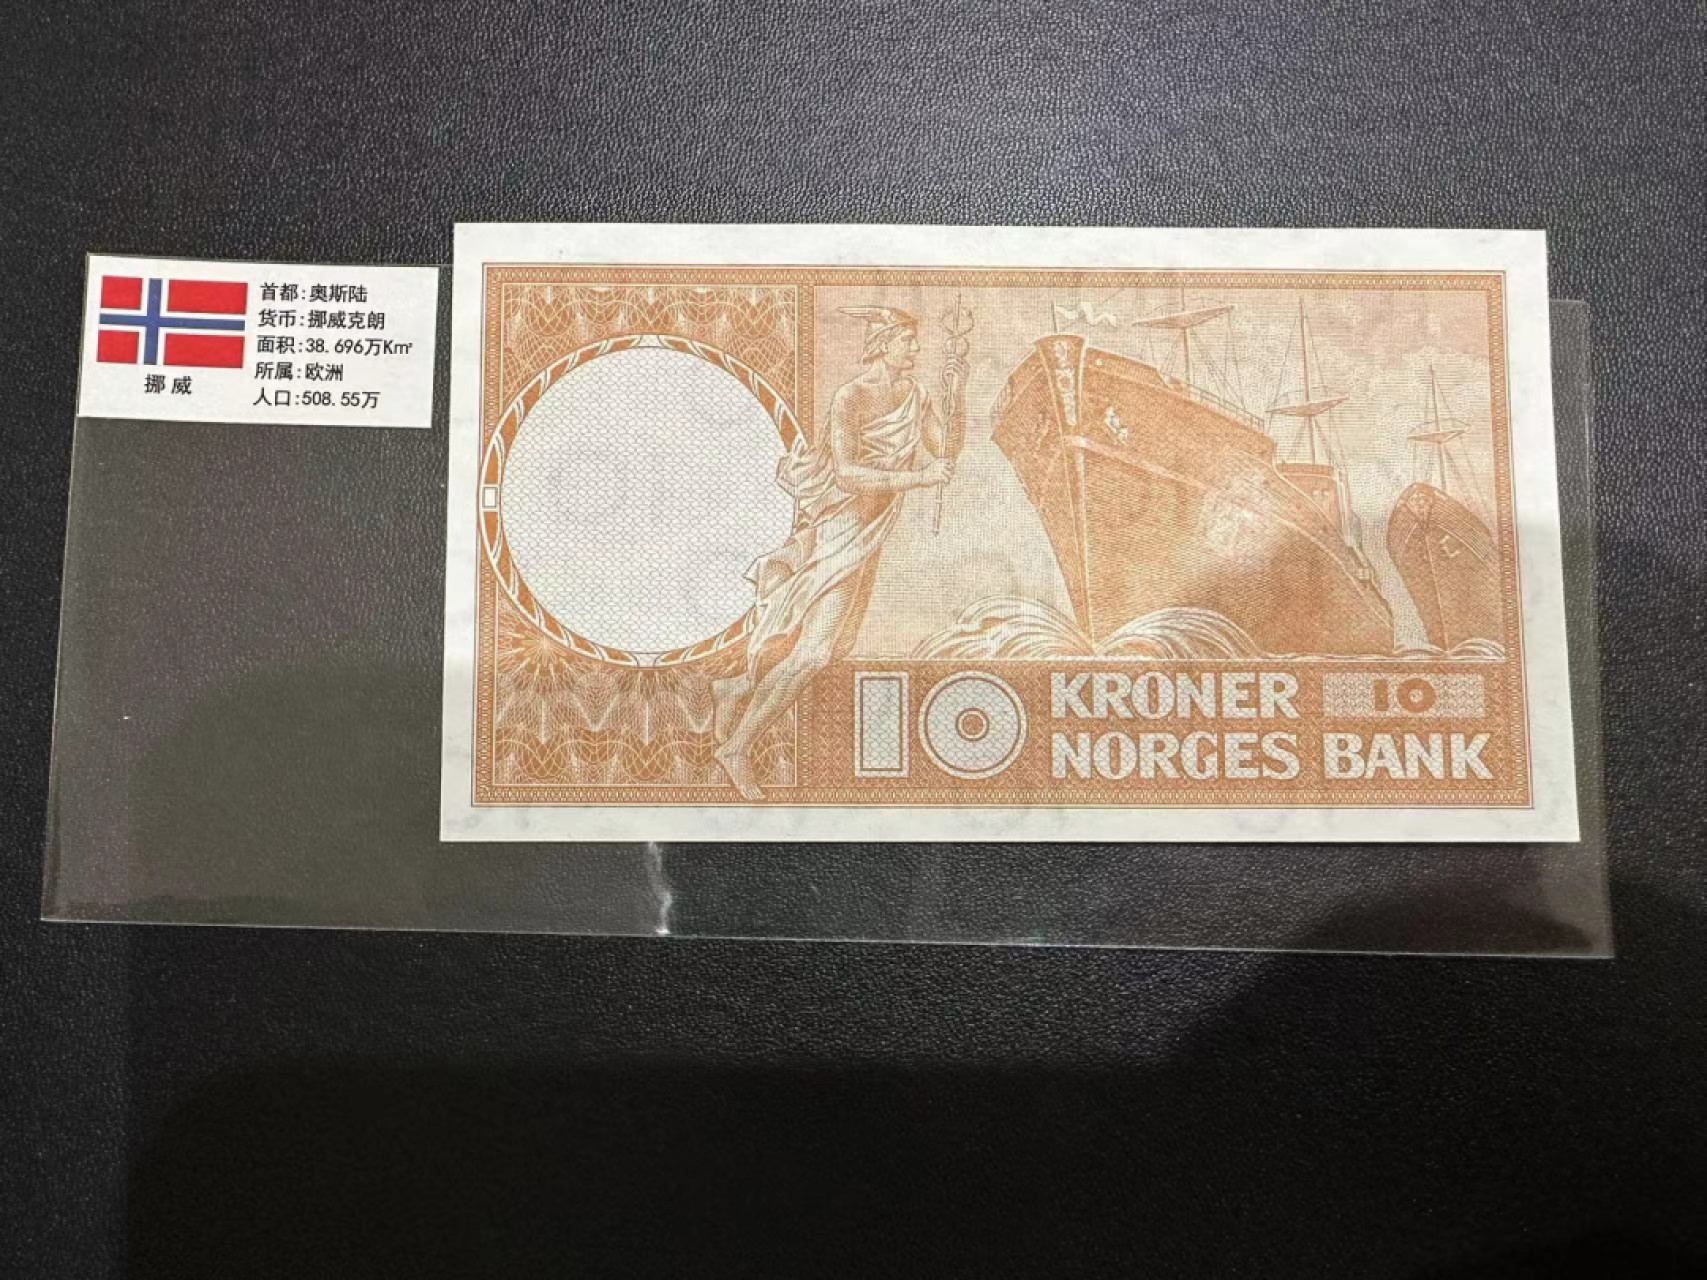 首都:奥斯陆
货币:挪威克朗
面积:38.696万Km²
所属:欧洲
人口:508.55万
挪威
10 KRONER 10
NORGES BANK